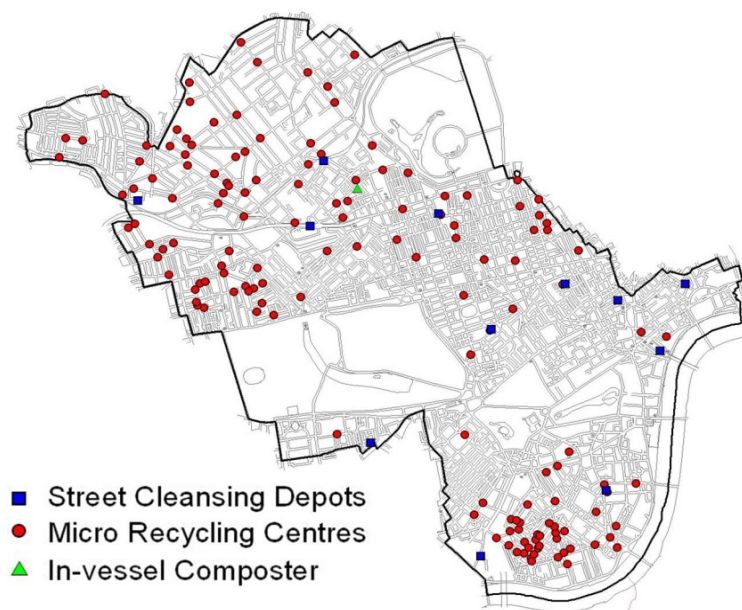 Street Cleansing Depots
Micro Recycling Centres
In-vessel Composter